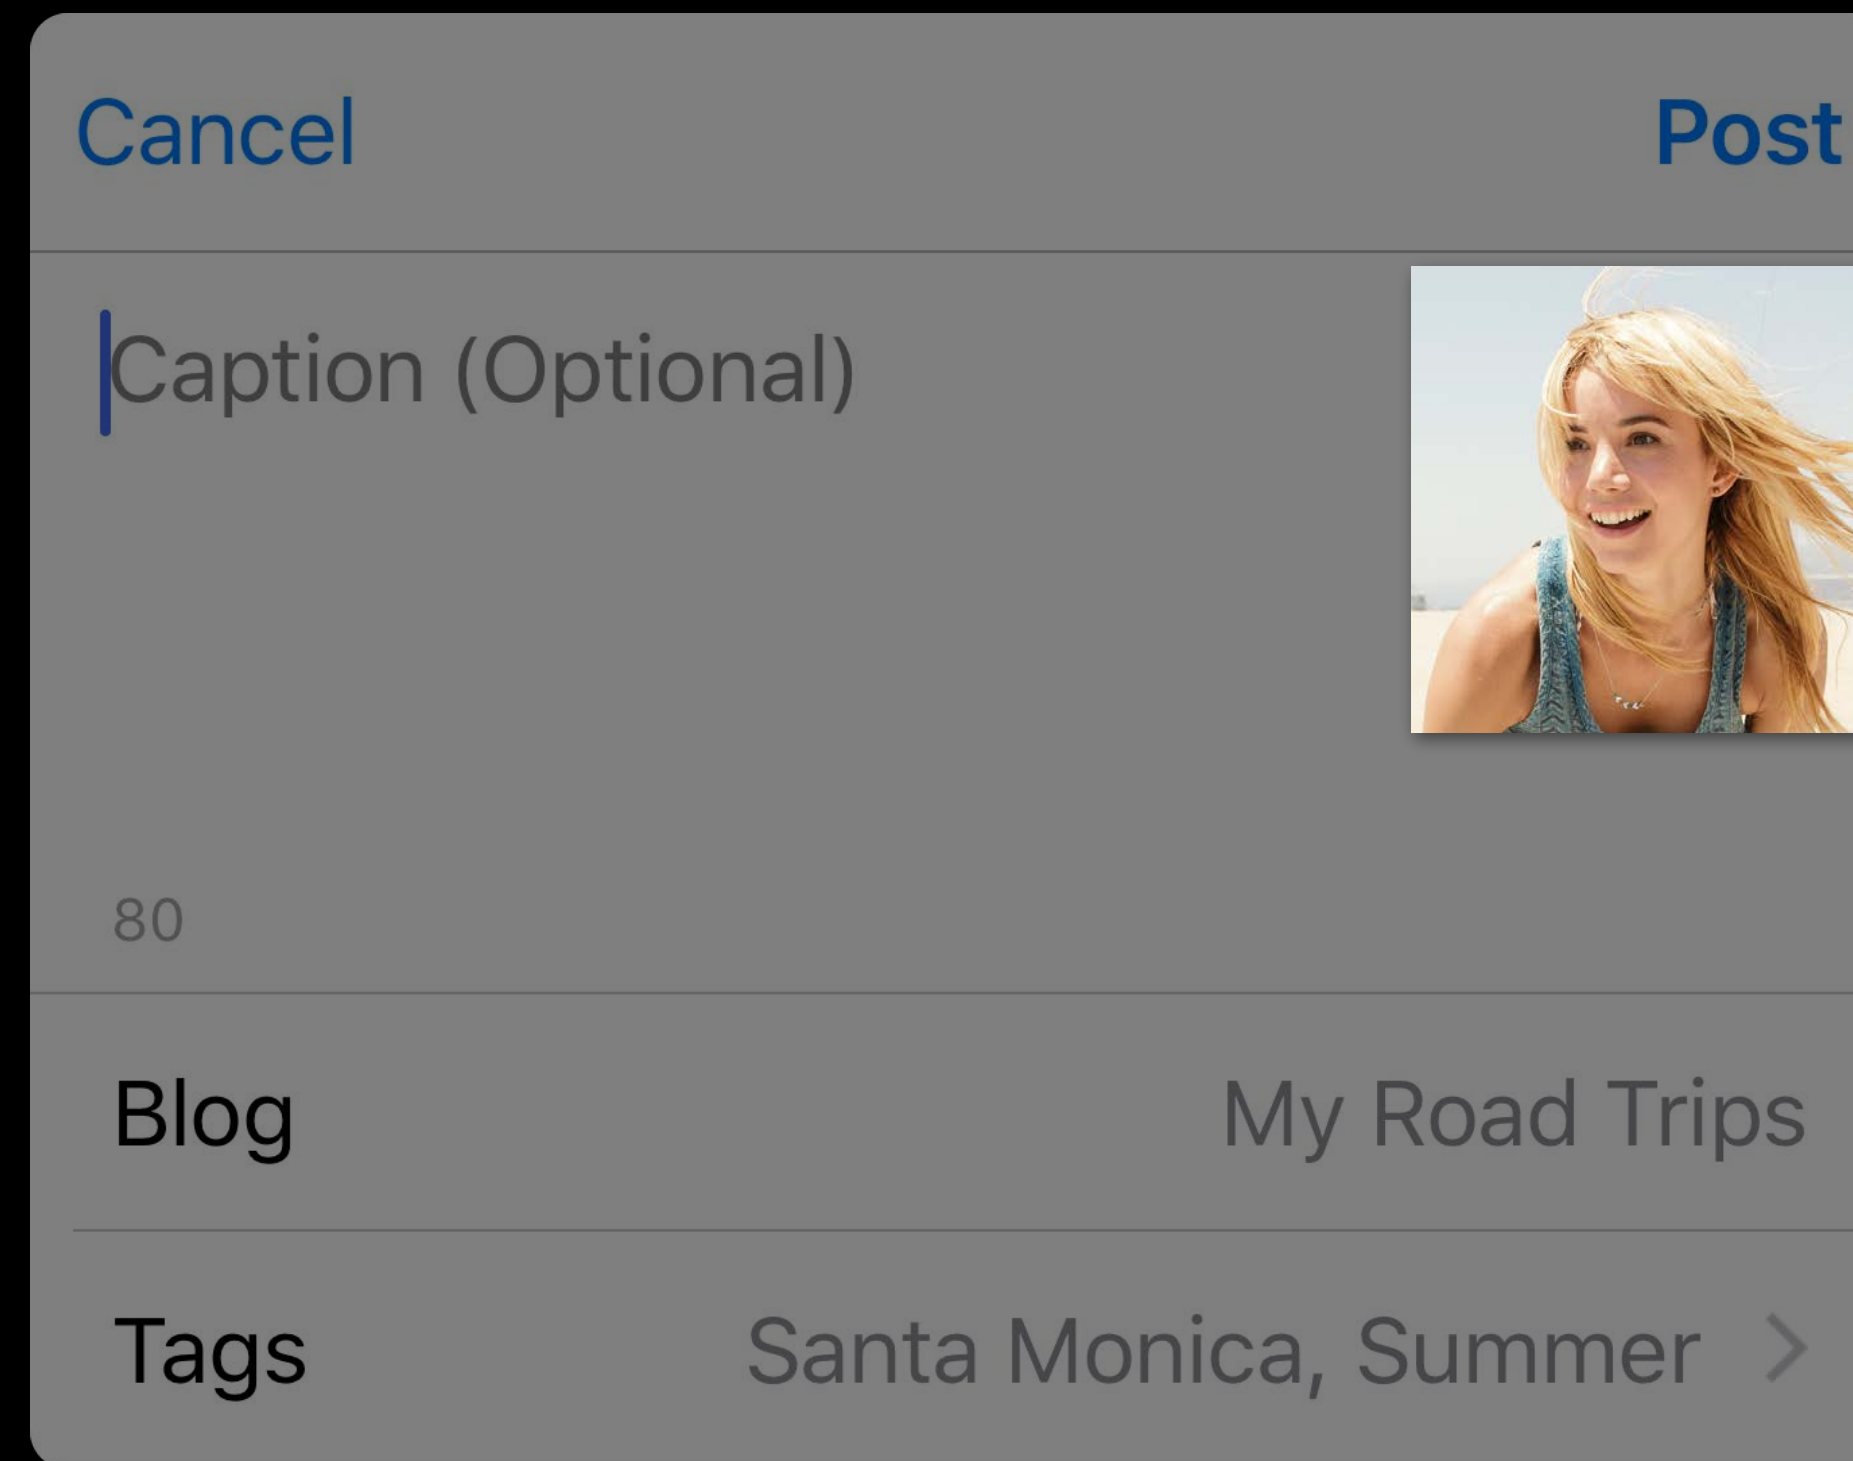 Cancel Post
Caption (Optional)
80
Blog My Road Trips
Tags Santa Monica, Summer